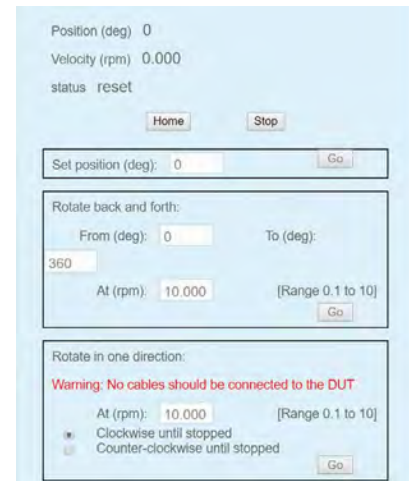 Position (deg) 0
Velocity (rpm) 0.000
status reset
Home Stop
Set position (deg): 0 Go
Rotate back and forth:
From (deg): 0 To (deg):
360
At (rpm): 10.000 [Range 0.1 to 10]
Go
Rotate in one direction:
Warning: No cables should be connected to the DUT
At (rpm): 10.000 [Range 0.1 to 10]
Clockwise until stopped
Counter-clockwise until stopped
Go